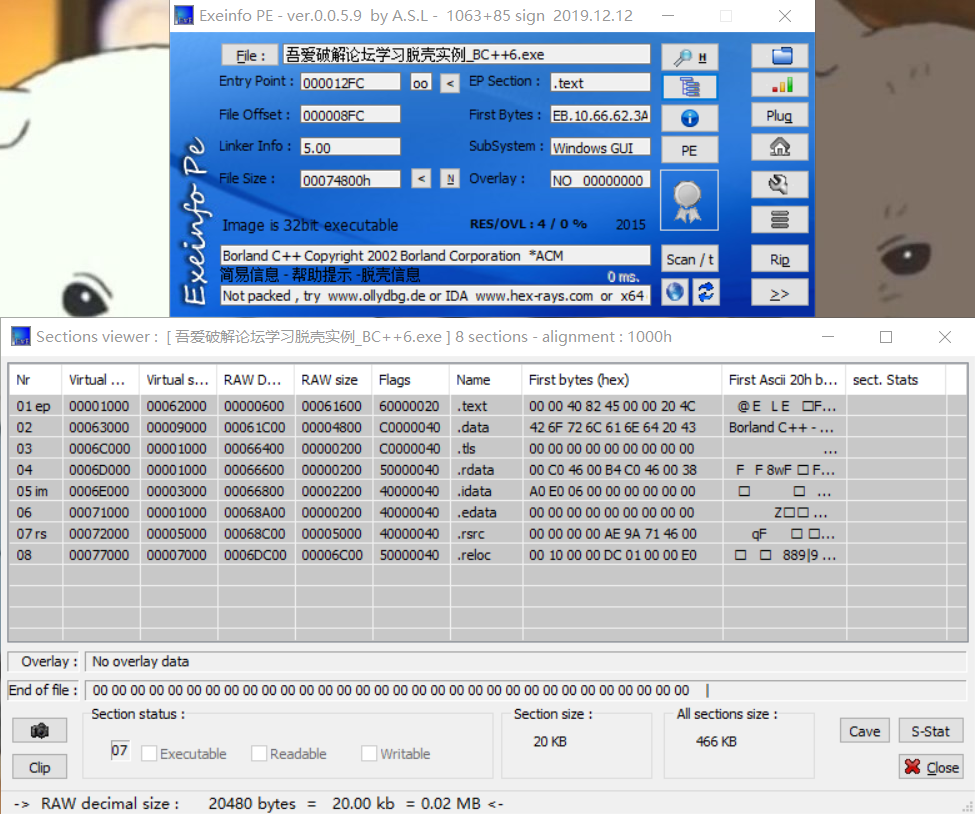 Exeinfo PE - ver.0.0.5.9 by A.S.L - 1063+85 sign 2019.12.12
File : 吾爱破解论坛学习脱壳实例_BC++6.exe H
Entry Point : 000012FC oo < EP Section : .text
File Offset : 000008FC First Bytes : EB.10.66.62.3A Plug
Linker Info : 5.00 SubSystem : Windows GUI PE
File Size : 00074800h < N Overlay : NO 00000000
Exeinfo Pe
Image is 32bit executable RES/OVL : 4 / 0 % 2015
Borland C++ Copyright 2002 Borland Corporation *ACM Scan / t Rip
简易信息 - 帮助提示 - 脱壳信息 0 ms.
Not packed , try www.ollydbg.de or IDA www.hex-rays.com or x64 >>
Sections viewer : [ 吾爱破解论坛学习脱壳实例_BC++6.exe ] 8 sections - alignment : 1000h
Nr Virtual ... Virtual s... RAW D... RAW size Flags Name First bytes (hex) First Ascii 20h b... sect. Stats
01 ep 00001000 00062000 00000600 00061600 60000020 .text 00 00 40 82 45 00 00 20 4C @ E L E □F...
02 00063000 00009000 00061C00 00004800 C0000040 .data 42 6F 72 6C 61 6E 64 20 43 Borland C++ - ...
03 0006C000 00001000 00066400 00000200 C0000040 .tls 00 00 00 00 00 00 00 00 00 ...
04 0006D000 00001000 00066600 00000200 50000040 .rdata 00 C0 46 00 B4 C0 46 00 38 F F 8wF □ F...
05 im 0006E000 00003000 00066800 00002200 40000040 .idata A0 E0 06 00 00 00 00 00 00 □ □ ...
06 00071000 00001000 00068A00 00000200 40000040 .edata 00 00 00 00 00 00 00 00 00 Z□□ ...
07 rs 00072000 00005000 00068C00 00005000 40000040 .rsrc 00 00 00 00 AE 9A 71 46 00 qF □ □...
08 00077000 00007000 0006DC00 00006C00 50000040 .reloc 00 10 00 00 DC 01 00 00 E0 □ □ 889|9 ...
Overlay : No overlay data
End of file : 00 00 00 00 00 00 00 00 00 00 00 00 00 00 00 00 00 00 00 00 00 00 00 00 00 00 00 00 00 00 00 00 |
Section status : Section size : All sections size :
07 Executable Readable Writable 20 KB 466 KB Cave S-Stat
Clip Close
-> RAW decimal size : 20480 bytes = 20.00 kb = 0.02 MB <-